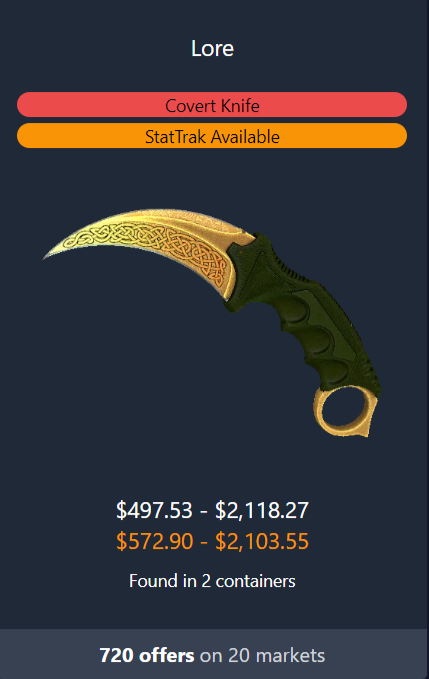 Lore
Covert Knife
StatTrak Available
$497.53 - $2,118.27
$572.90 - $2,103.55
Found in 2 containers
720 offers on 20 markets